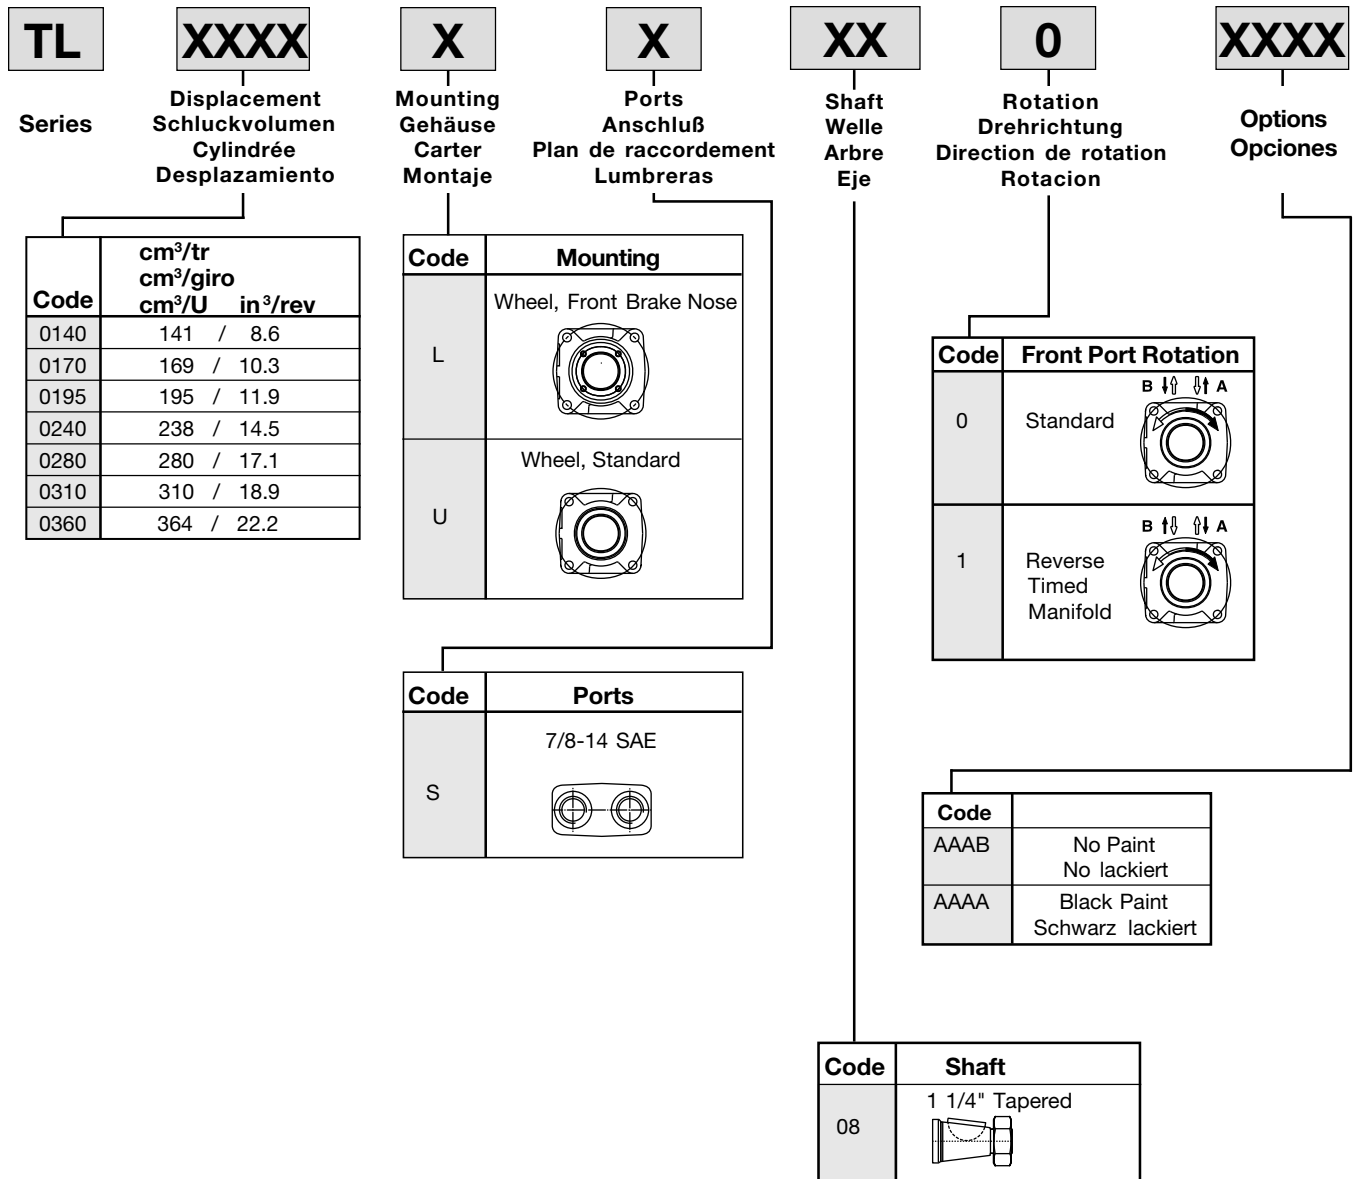 TL XXXX X X XX 0 XXXX
Series
Displacement
Schluckvolumen
Cylindrée
Desplazamiento
Mounting
Gehäuse
Carter
Montaje
Ports
Anschluß
Plan de raccordement
Lumbreras
Shaft
Welle
Arbre
Eje
Rotation
Drehrichtung
Direction de rotation
Rotacion
Options
Opciones
cm³/tr
cm³/giro
Code cm³/U in³/rev
0140 141 / 8.6
0170 169 / 10.3
0195 195 / 11.9
0240 238 / 14.5
0280 280 / 17.1
0310 310 / 18.9
0360 364 / 22.2
Code Mounting
Wheel, Front Brake Nose
L
Wheel, Standard
U
Code Ports
7/8-14 SAE
S
Code Front Port Rotation
B A
0 Standard
B A
1 Reverse
Timed
Manifold
Code
AAAB No Paint
No lackiert
AAAA Black Paint
Schwarz lackiert
Code Shaft
1 1/4" Tapered
08